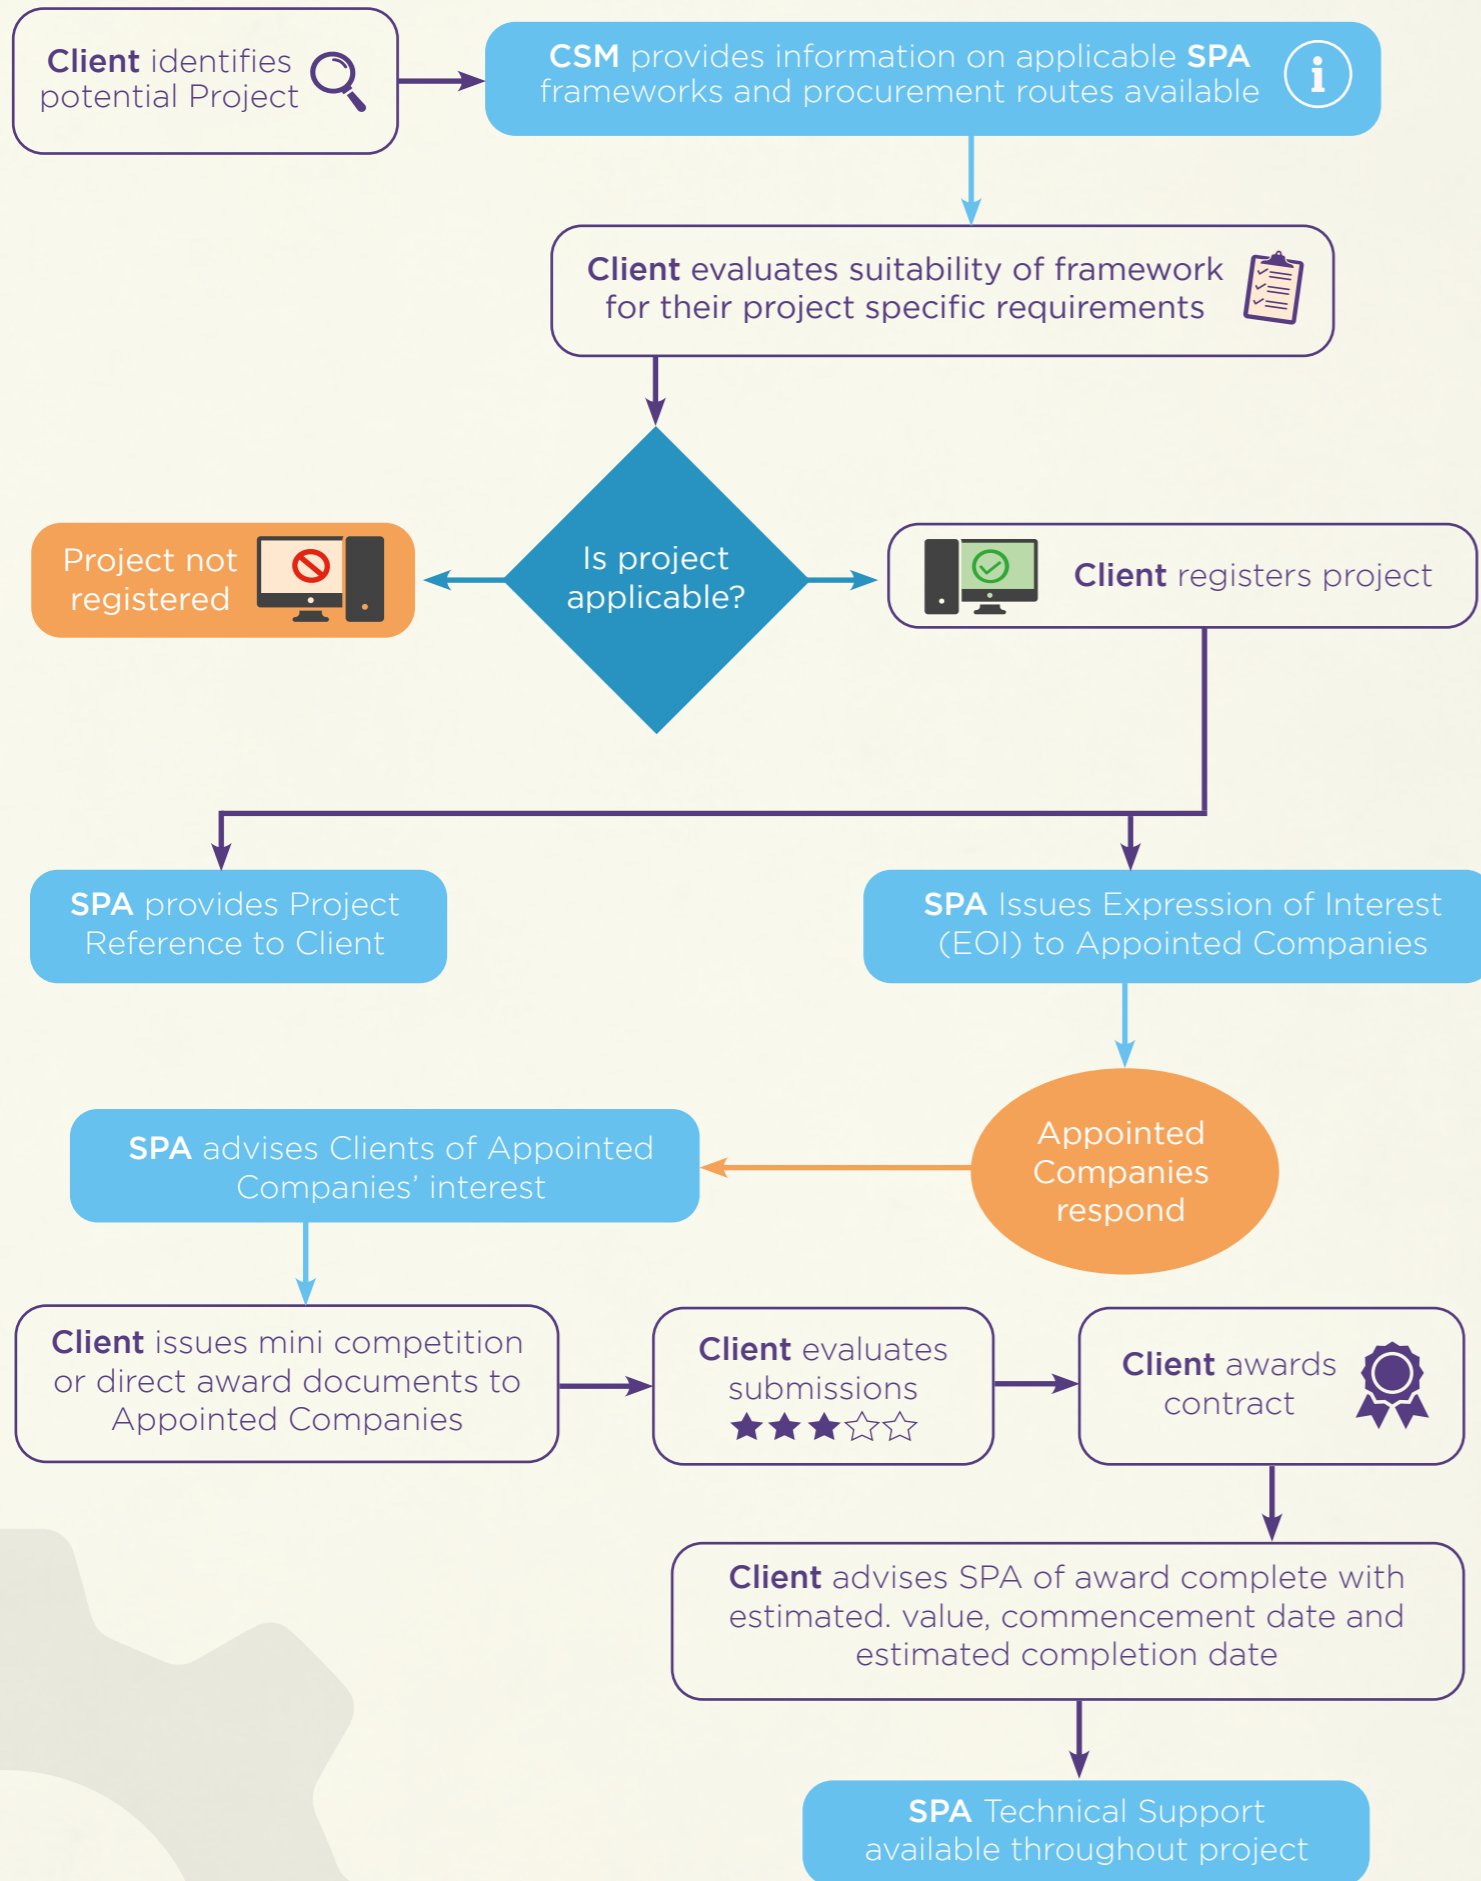 Client identifies
potential Project
CSM provides information on applicable SPA
frameworks and procurement routes available
i
Client evaluates suitability of framework
for their project specific requirements
Is project
applicable?
Project not
registered
Client registers project
SPA provides Project
Reference to Client
SPA Issues Expression of Interest
(EOI) to Appointed Companies
Appointed
Companies
respond
SPA advises Clients of Appointed
Companies’ interest
Client issues mini competition
or direct award documents to
Appointed Companies
Client evaluates
submissions
Client awards
contract
Client advises SPA of award complete with
estimated. value, commencement date and
estimated completion date
SPA Technical Support
available throughout project